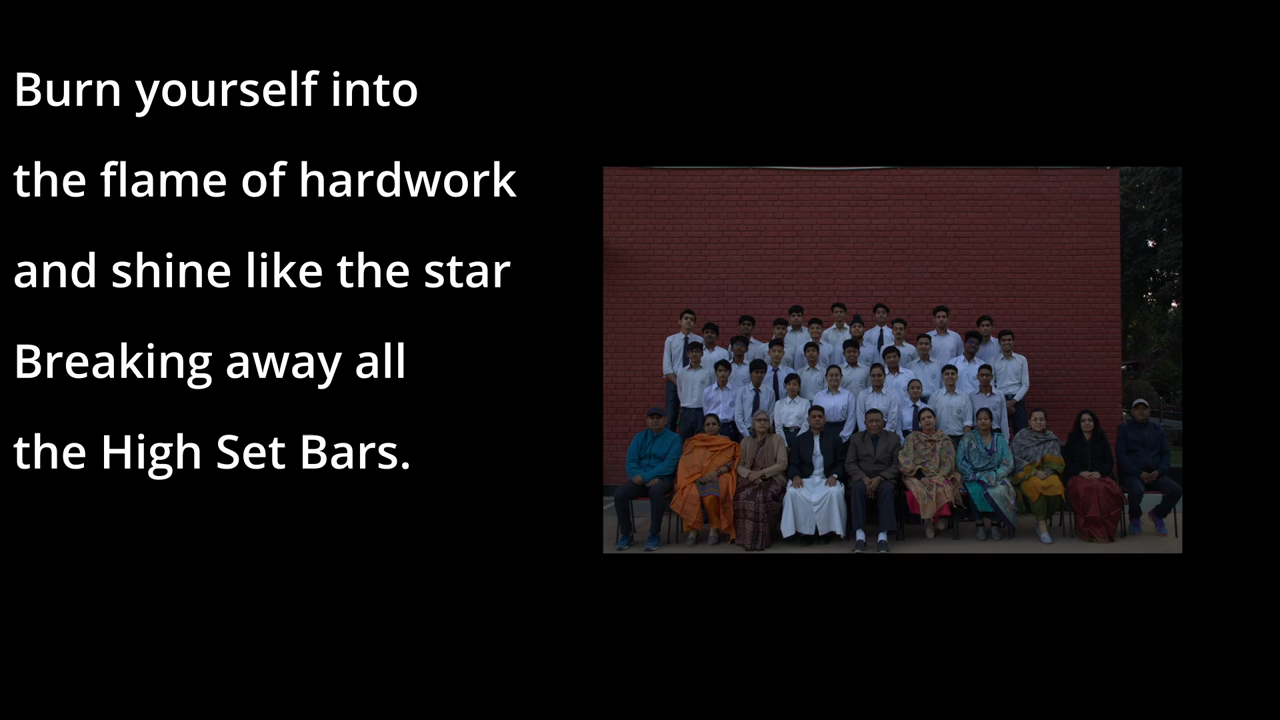 Burn yourself into
the flame of hardwork
and shine like the star
Breaking away all
the High Set Bars.